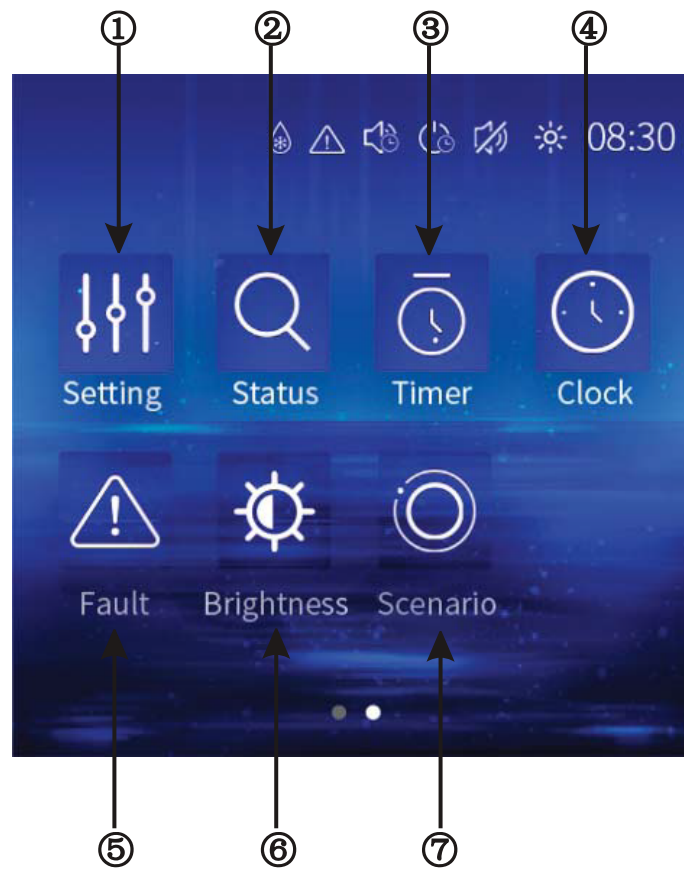 ① ② ③ ④
08:30
Setting Status Timer Clock
Fault Brightness Scenario
⑤ ⑥ ⑦